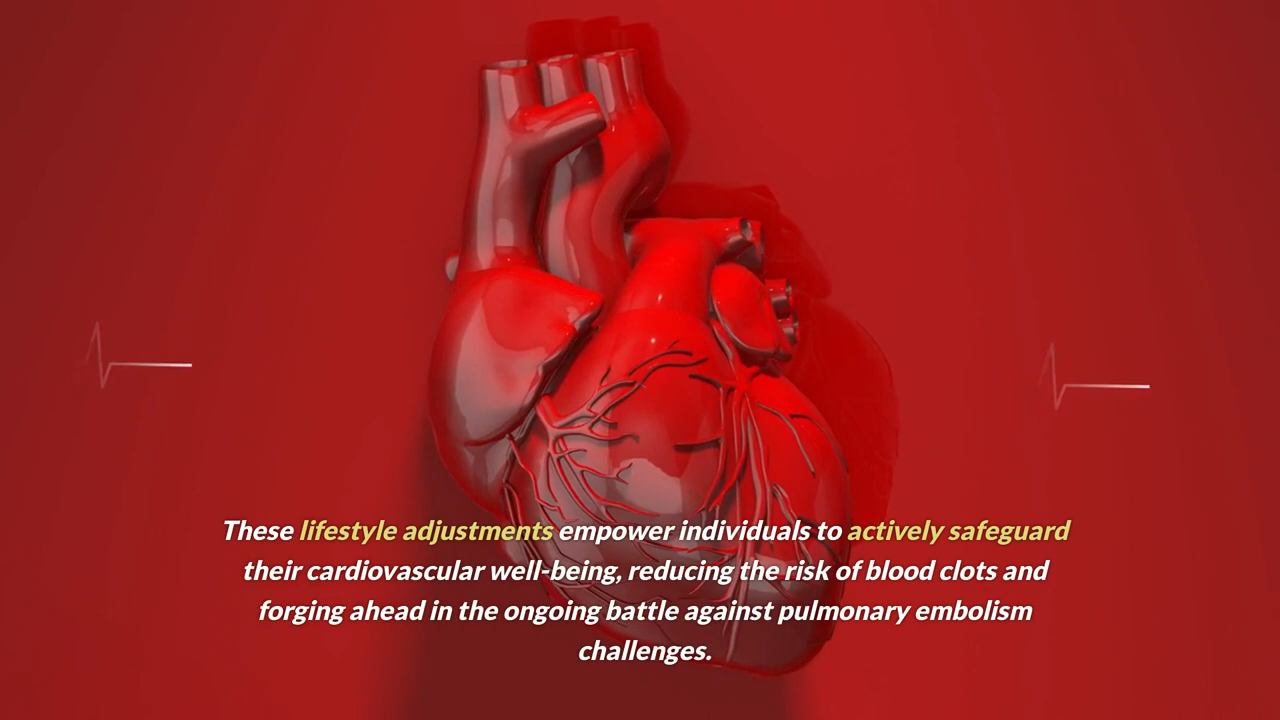 These lifestyle adjustments empower individuals to actively safeguard
their cardiovascular well-being, reducing the risk of blood clots and
forging ahead in the ongoing battle against pulmonary embolism
challenges.